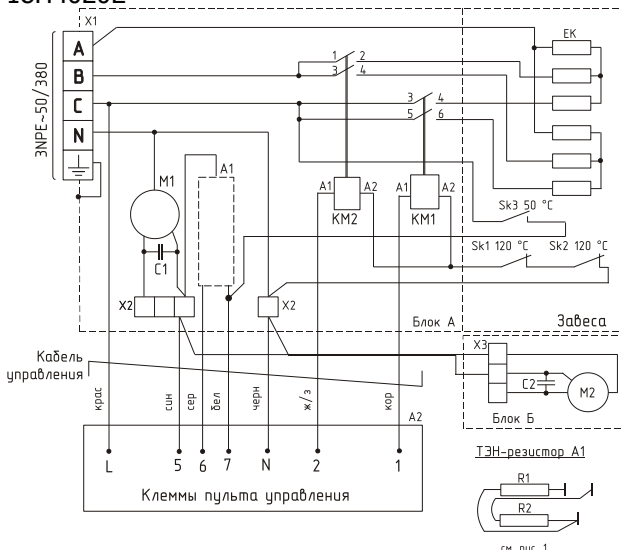 X1
A
B
C
N
3NPE~50/380
EK
1 2
3 4
3 4
5 6
M1
A1
C1
A1 A2
KM2
A1 A2
KM1
Sk3 50 °C
Sk1 120 °C
Sk2 120 °C
X2
X2
Блок А
Завеса
Кабель
управления
X3
C2
M2
Блок Б
крас
син
сер
бел
черн
ж/з
кор
A2
L 5 6 7 N 2 1
Клеммы пульта управления
ТЭН-резистор А1
R1
R2